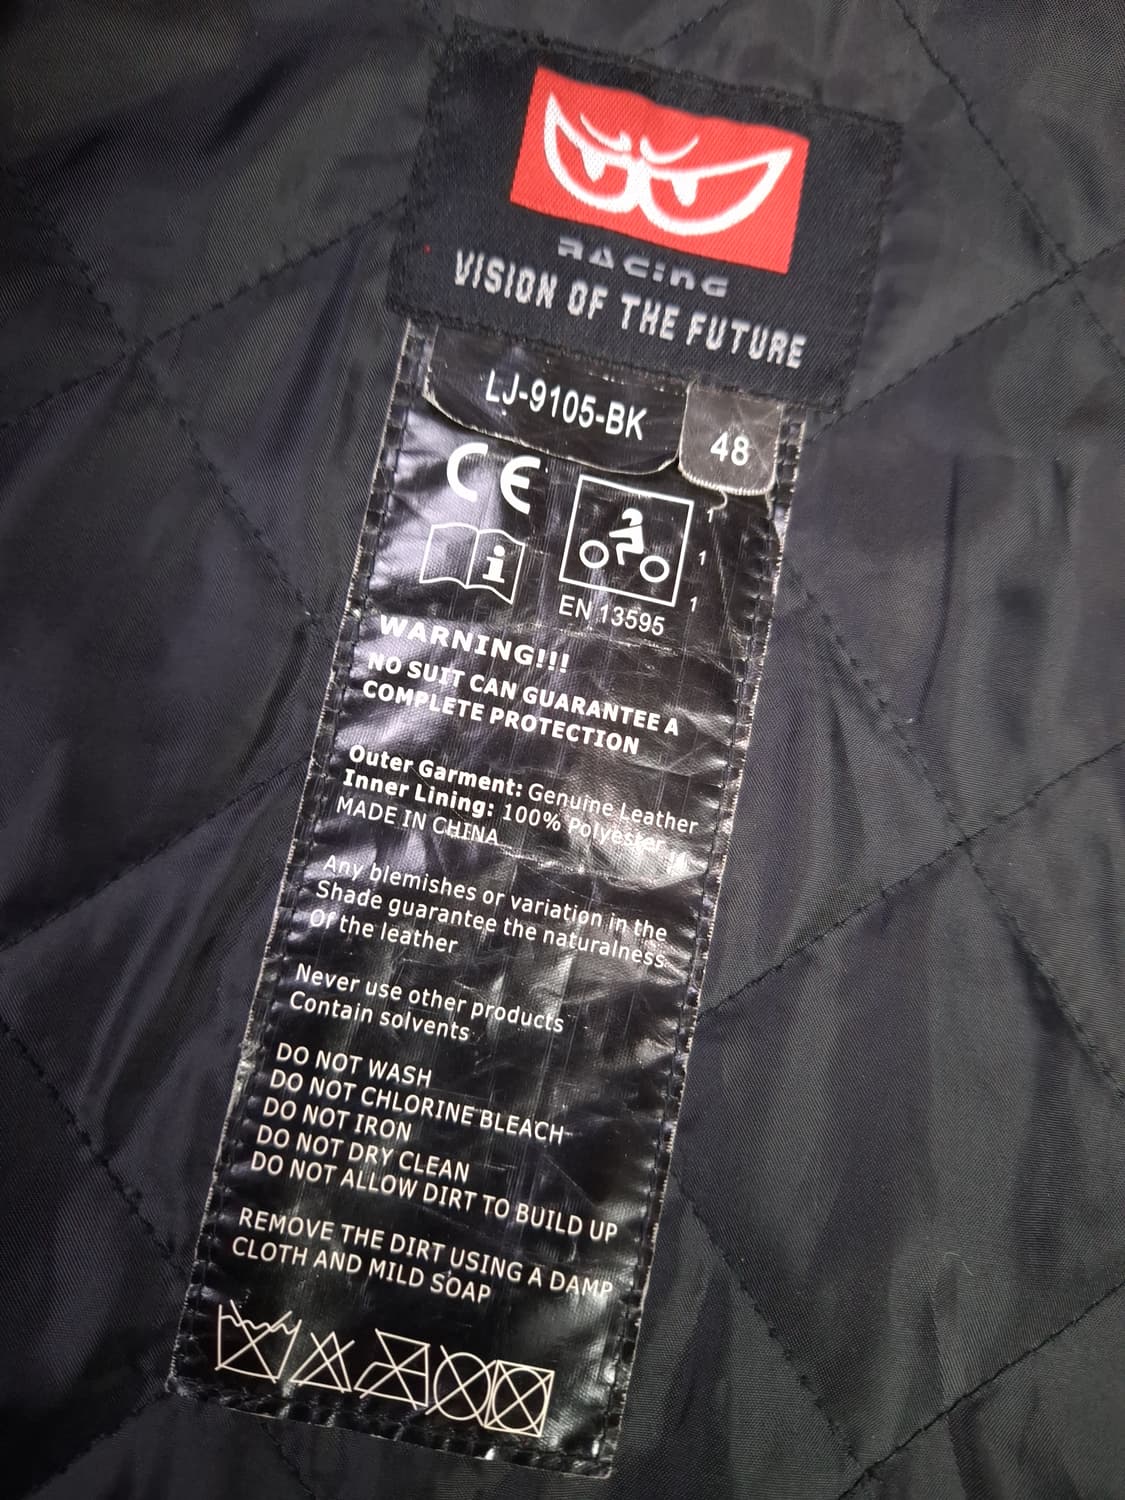 RACING
VISION OF THE FUTURE
LJ-9105-BK
48
CE
1
1
1
i
EN 13595
WARNING!!!
NO SUIT CAN GUARANTEE A
COMPLETE PROTECTION
Outer Garment: Genuine Leather
Inner Lining: 100% Polyester
MADE IN CHINA
Any blemishes or variation in the
Shade guarantee the naturalness
Of the leather
Never use other products
Contain solvents
DO NOT WASH
DO NOT CHLORINE BLEACH
DO NOT IRON
DO NOT DRY CLEAN
DO NOT ALLOW DIRT TO BUILD UP
REMOVE THE DIRT USING A DAMP
CLOTH AND MILD SOAP